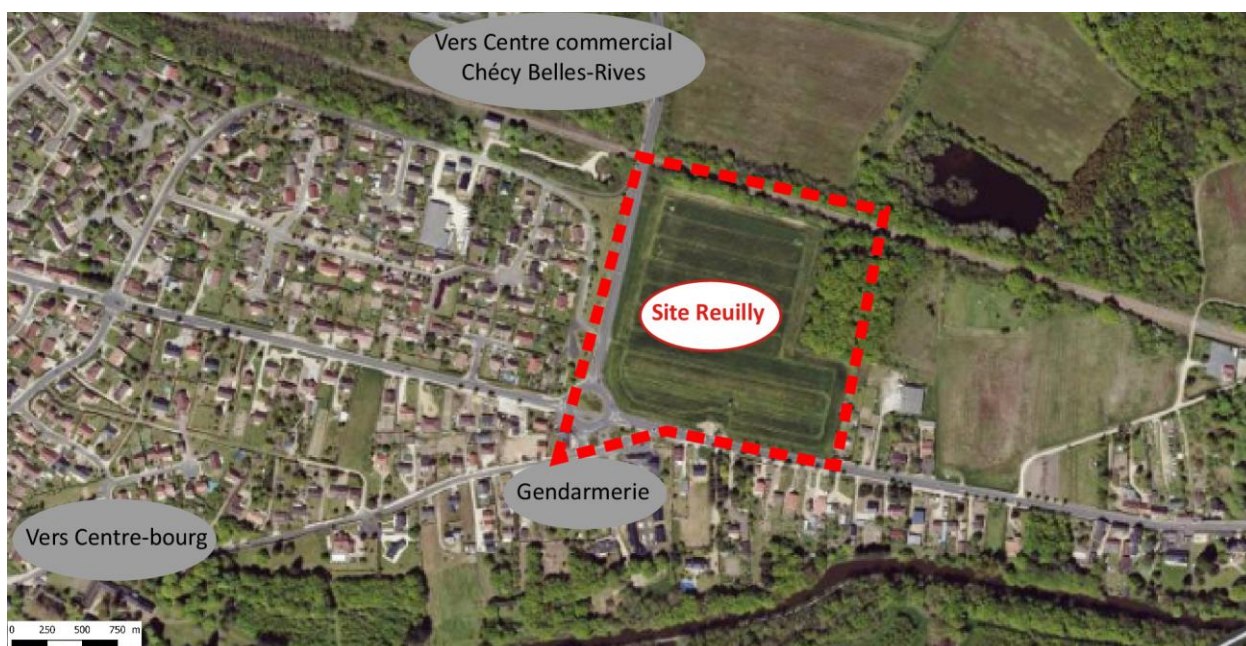 Vers Centre commercial
Chécy Belles-Rives
Site Reuilly
Gendarmerie
Vers Centre-bourg
0 250 500 750 m